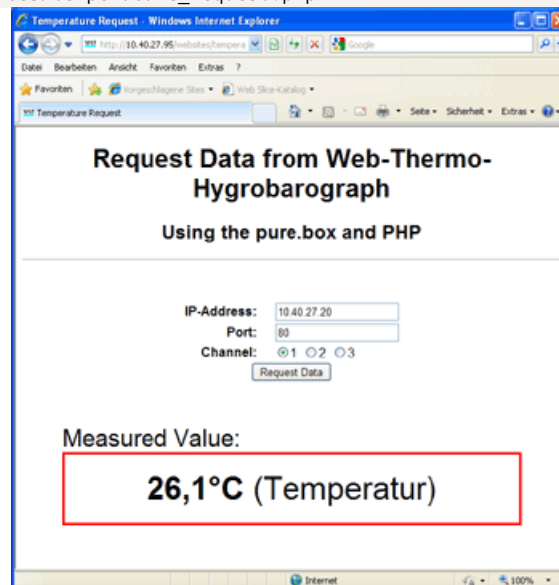 Temperature Request - Windows Internet Explorer
http://10.40.27.95/websites/tempera
Google
Datei Bearbeiten Ansicht Favoriten Extras ?
Favoriten Vorgeschlagene Sites Web Slice-Katalog
Temperature Request Seite Sicherheit Extras
Request Data from Web-Thermo-
Hygrobarograph
Using the pure.box and PHP
IP-Address: 10.40.27.20
Port: 80
Channel: 1 2 3
Request Data
Measured Value:
26,1°C (Temperatur)
Internet 100%